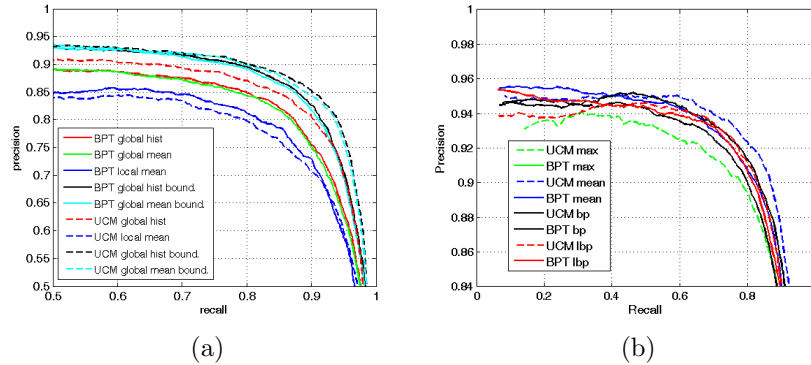 1
0.95
0.9
0.85
0.8
0.75
0.7
0.65
0.6
0.55
0.5
precision
BPT global hist
BPT global mean
BPT local mean
BPT global hist bound.
BPT global mean bound.
UCM global hist
UCM local mean
UCM global hist bound.
UCM global mean bound.
0.5 0.6 0.7 0.8 0.9 1
recall
(a)
1
0.98
0.96
0.94
0.92
0.9
0.88
0.86
0.84
Precision
UCM max
BPT max
UCM mean
BPT mean
UCM bp
BPT bp
UCM lbp
BPT lbp
0 0.2 0.4 0.6 0.8
Recall
(b)